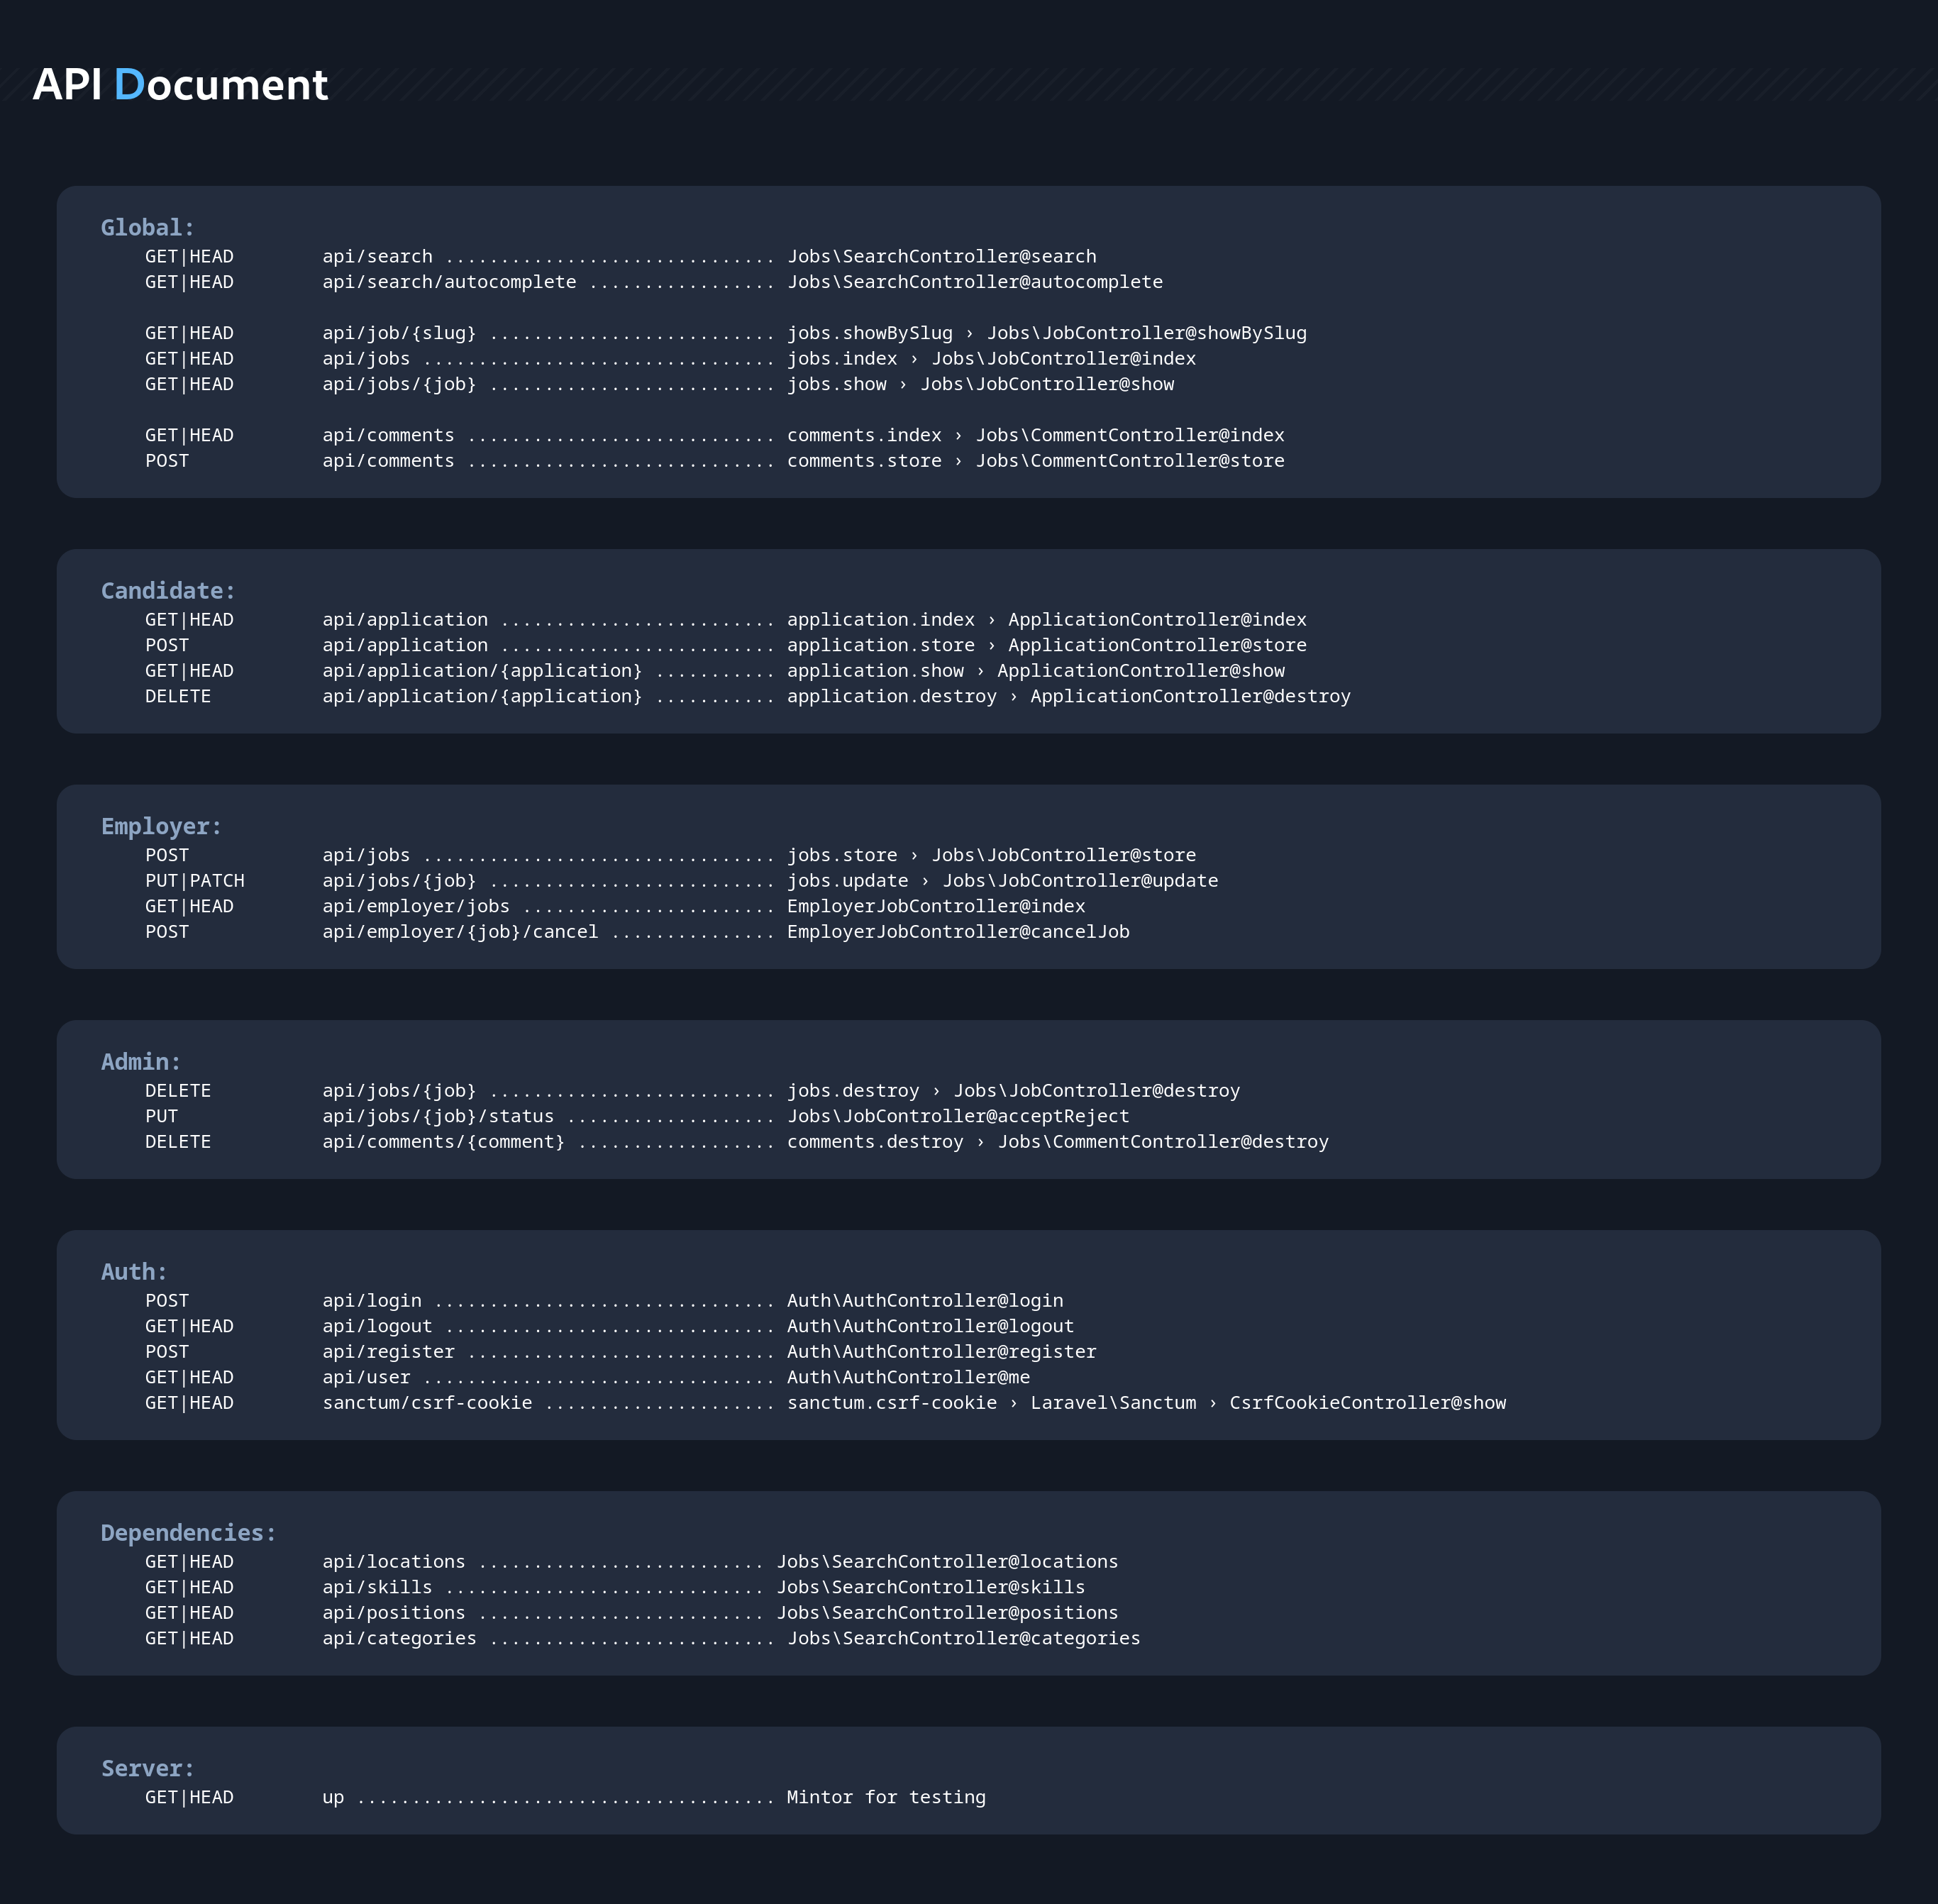 API Document
Global:
GET|HEAD api/search .............................. Jobs\SearchController@search
GET|HEAD api/search/autocomplete ................. Jobs\SearchController@autocomplete
GET|HEAD api/job/{slug} .......................... jobs.showBySlug › Jobs\JobController@showBySlug
GET|HEAD api/jobs ................................ jobs.index › Jobs\JobController@index
GET|HEAD api/jobs/{job} .......................... jobs.show › Jobs\JobController@show
GET|HEAD api/comments ............................ comments.index › Jobs\CommentController@index
POST api/comments ............................ comments.store › Jobs\CommentController@store
Candidate:
GET|HEAD api/application ......................... application.index › ApplicationController@index
POST api/application ......................... application.store › ApplicationController@store
GET|HEAD api/application/{application} ........... application.show › ApplicationController@show
DELETE api/application/{application} ........... application.destroy › ApplicationController@destroy
Employer:
POST api/jobs ................................ jobs.store › Jobs\JobController@store
PUT|PATCH api/jobs/{job} .......................... jobs.update › Jobs\JobController@update
GET|HEAD api/employer/jobs ....................... EmployerJobController@index
POST api/employer/{job}/cancel ............... EmployerJobController@cancelJob
Admin:
DELETE api/jobs/{job} .......................... jobs.destroy › Jobs\JobController@destroy
PUT api/jobs/{job}/status ................... Jobs\JobController@acceptReject
DELETE api/comments/{comment} .................. comments.destroy › Jobs\CommentController@destroy
Auth:
POST api/login ............................... Auth\AuthController@login
GET|HEAD api/logout .............................. Auth\AuthController@logout
POST api/register ............................ Auth\AuthController@register
GET|HEAD api/user ................................ Auth\AuthController@me
GET|HEAD sanctum/csrf-cookie ..................... sanctum.csrf-cookie › Laravel\Sanctum › CsrfCookieController@show
Dependencies:
GET|HEAD api/locations .......................... Jobs\SearchController@locations
GET|HEAD api/skills ............................. Jobs\SearchController@skills
GET|HEAD api/positions .......................... Jobs\SearchController@positions
GET|HEAD api/categories .......................... Jobs\SearchController@categories
Server:
GET|HEAD up ...................................... Mintor for testing